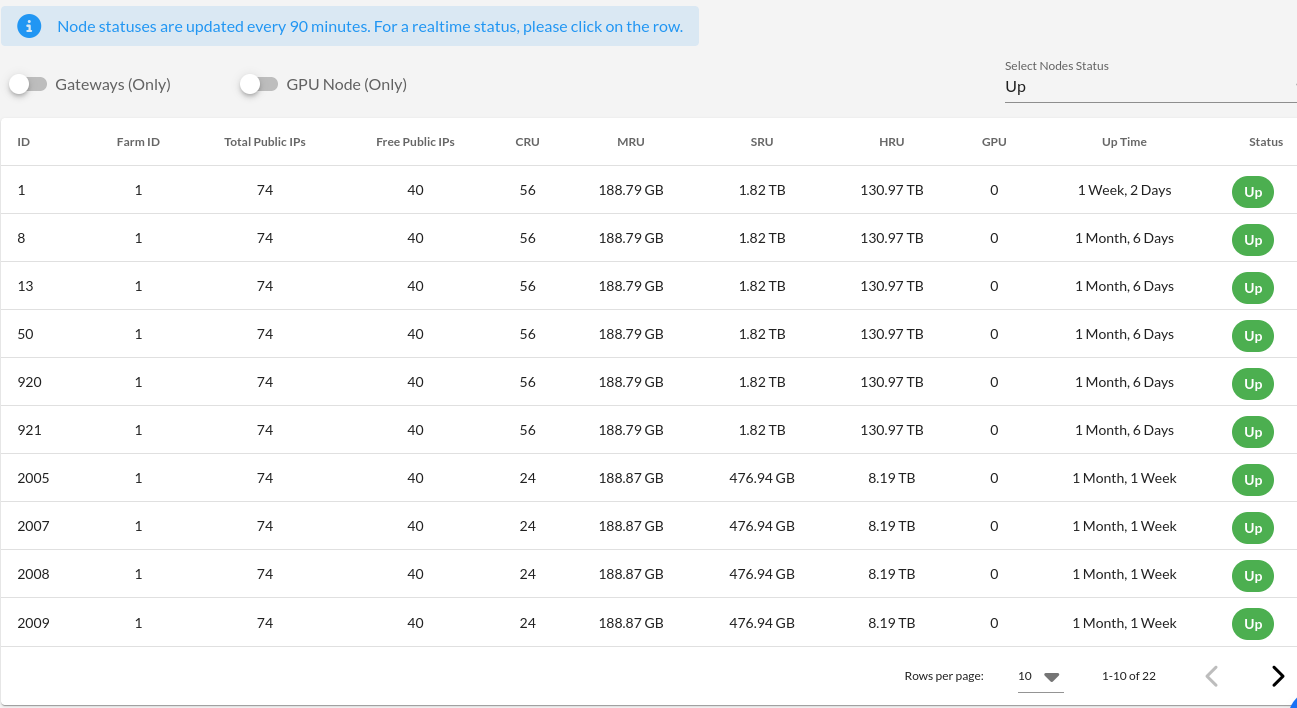 Node statuses are updated every 90 minutes. For a realtime status, please click on the row.
Gateways (Only) GPU Node (Only) Select Nodes Status
Up
ID Farm ID Total Public IPs Free Public IPs CRU MRU SRU HRU GPU Up Time Status
1 1 74 40 56 188.79 GB 1.82 TB 130.97 TB 0 1 Week, 2 Days Up
8 1 74 40 56 188.79 GB 1.82 TB 130.97 TB 0 1 Month, 6 Days Up
13 1 74 40 56 188.79 GB 1.82 TB 130.97 TB 0 1 Month, 6 Days Up
50 1 74 40 56 188.79 GB 1.82 TB 130.97 TB 0 1 Month, 6 Days Up
920 1 74 40 56 188.79 GB 1.82 TB 130.97 TB 0 1 Month, 6 Days Up
921 1 74 40 56 188.79 GB 1.82 TB 130.97 TB 0 1 Month, 6 Days Up
2005 1 74 40 24 188.87 GB 476.94 GB 8.19 TB 0 1 Month, 1 Week Up
2007 1 74 40 24 188.87 GB 476.94 GB 8.19 TB 0 1 Month, 1 Week Up
2008 1 74 40 24 188.87 GB 476.94 GB 8.19 TB 0 1 Month, 1 Week Up
2009 1 74 40 24 188.87 GB 476.94 GB 8.19 TB 0 1 Month, 1 Week Up
Rows per page: 10 1-10 of 22